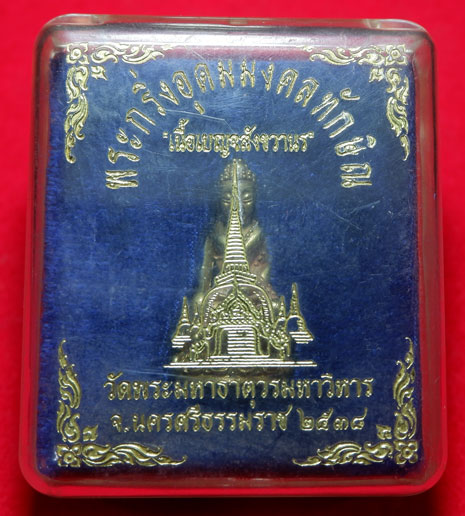 พระกริ่งอุดมมงคลทักษิณ
"เนื้อเบญจสังขวานร"
วัดพระมหาธาตวรมหาวิหาร
จ.นครศรีธรรมราช ๒๕๓๘